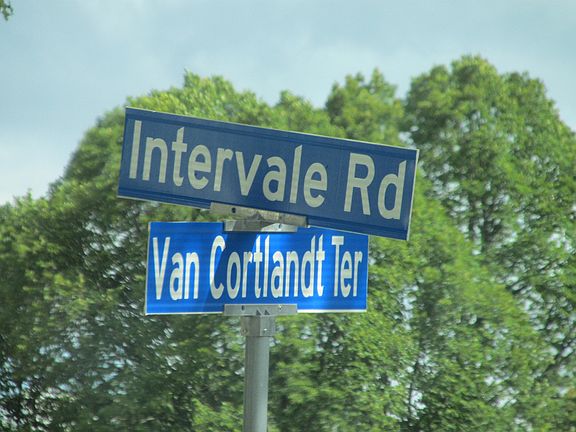 Intervale Rd
Van Cortlandt Ter